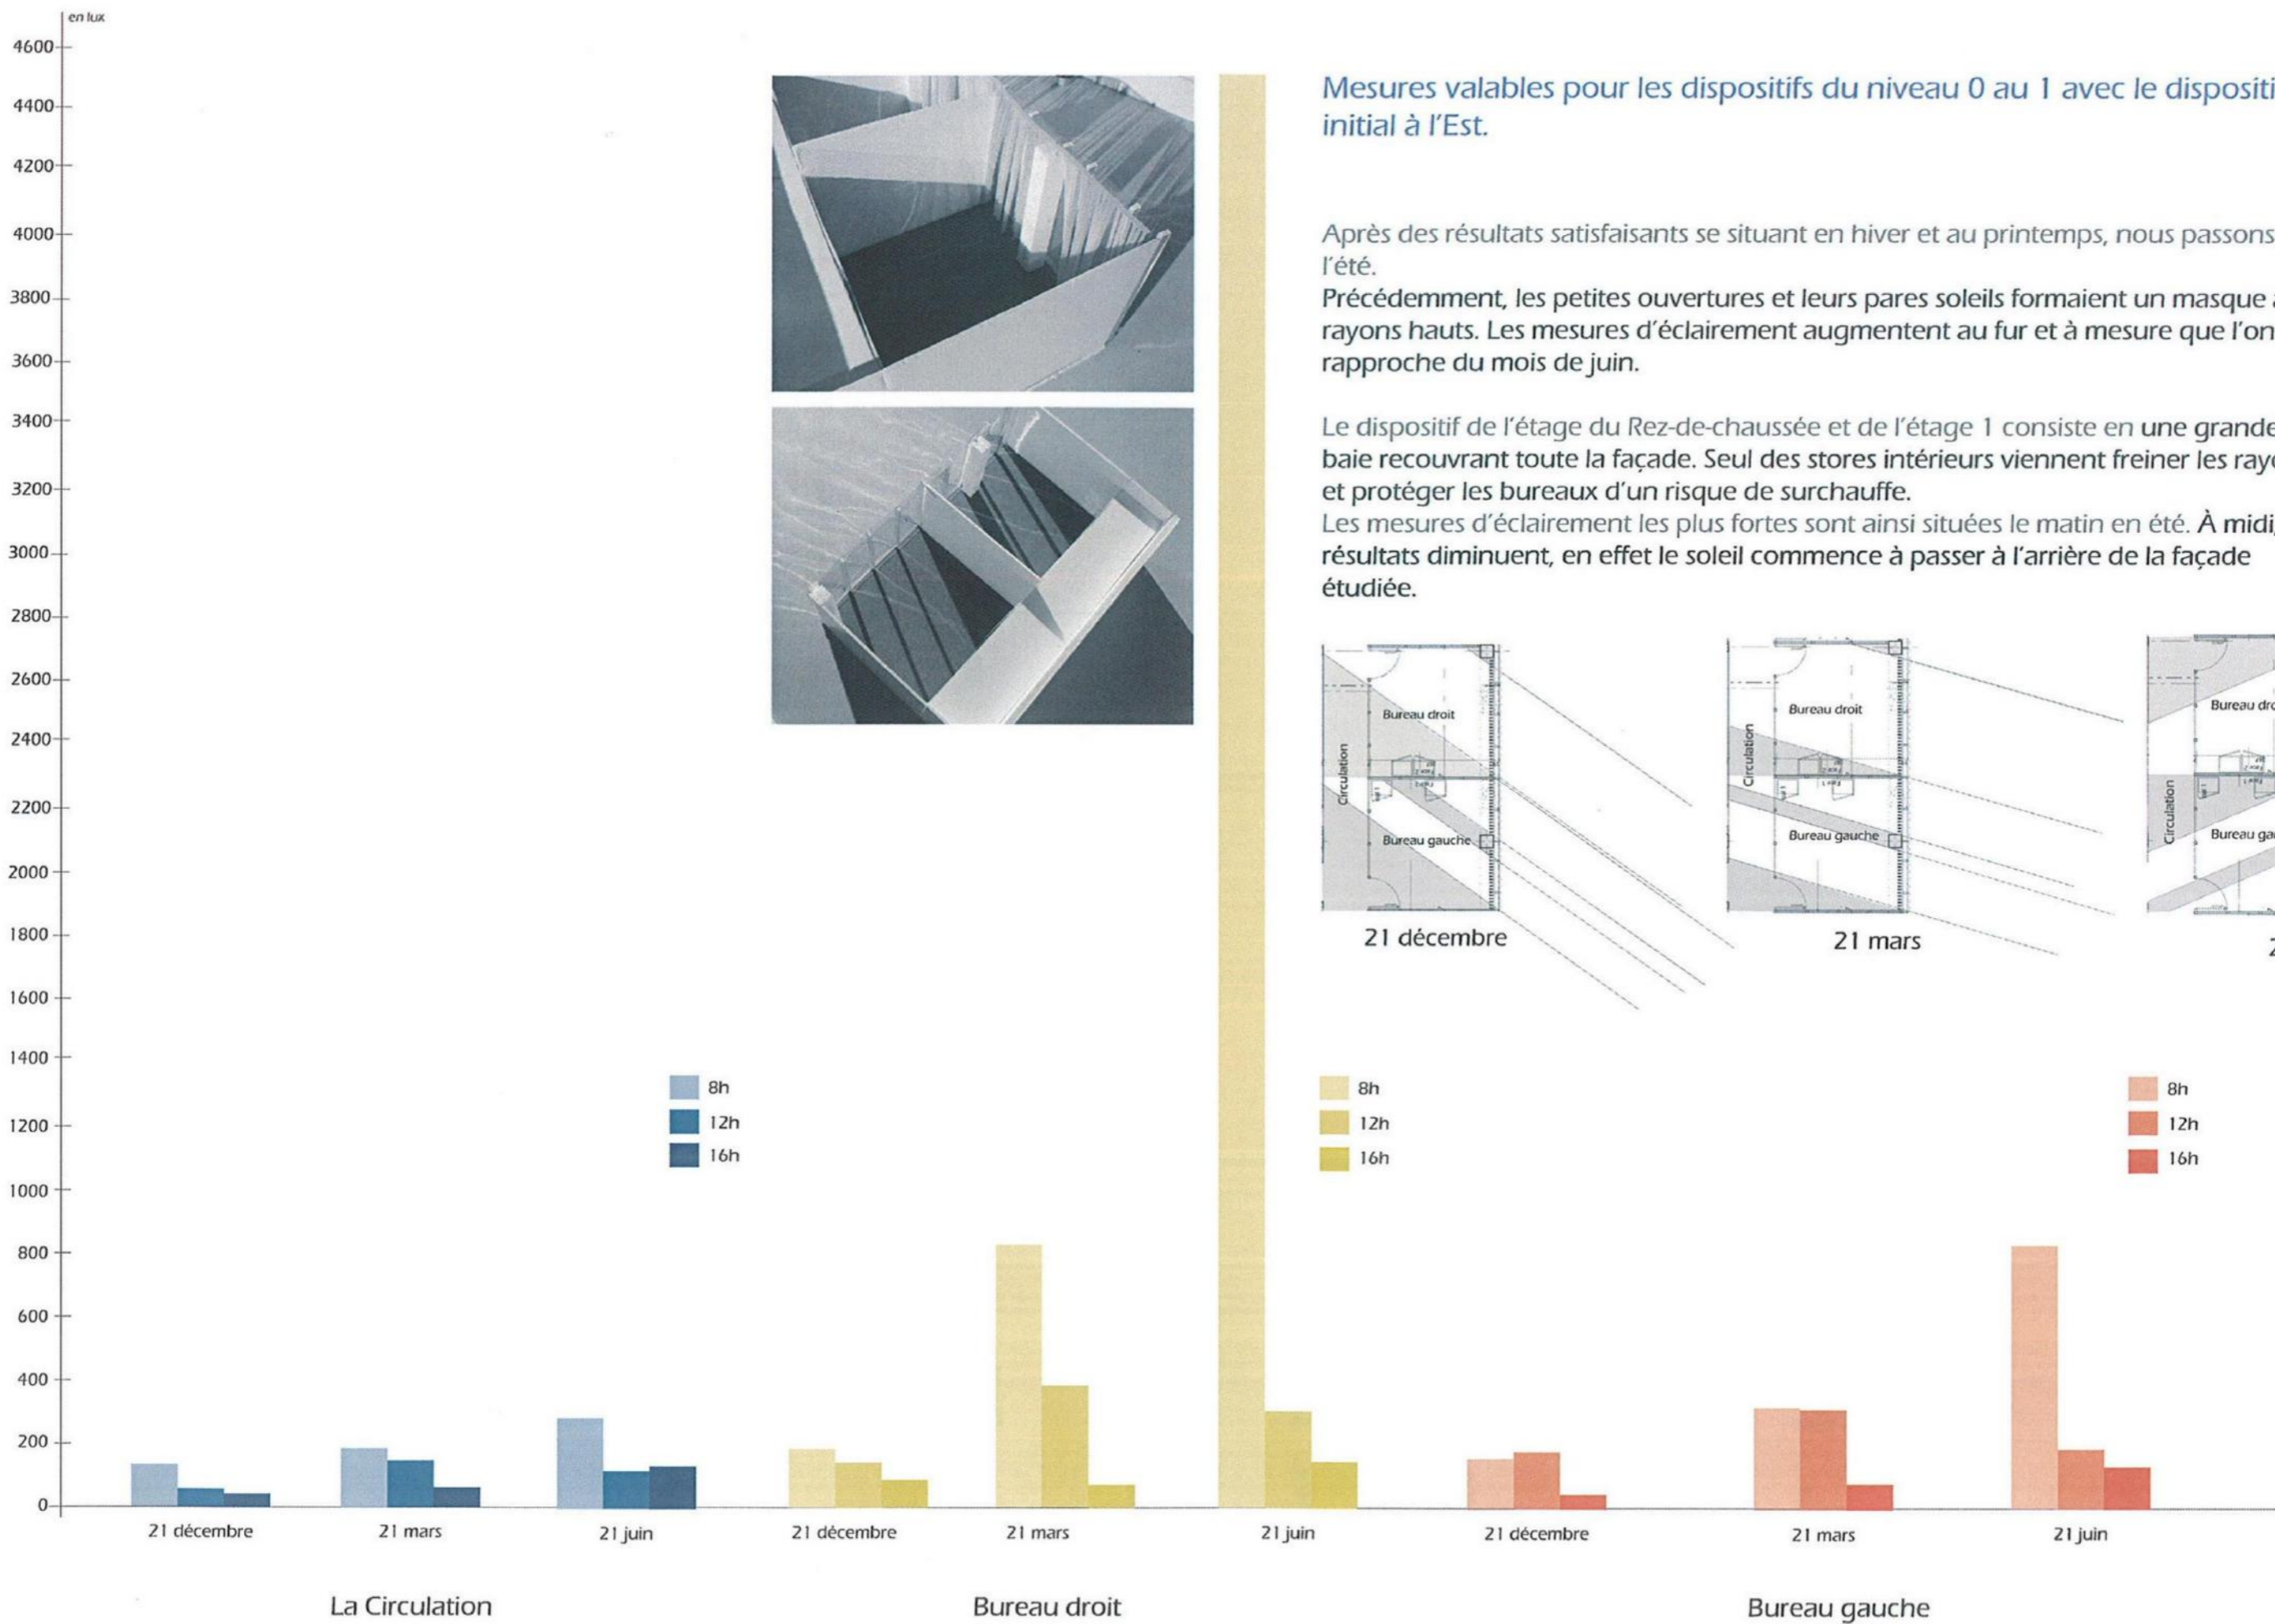 en lux
4600
4400
4200
4000
3800
3600
3400
3200
3000
2800
2600
2400
2200
2000
1800
1600
1400
1200
1000
800
600
400
200
0
Mesures valables pour les dispositifs du niveau 0 au 1 avec le dispositi
initial à l'Est.
Après des résultats satisfaisants se situant en hiver et au printemps, nous passons
l'été.
Précédemment, les petites ouvertures et leurs pares soleils formaient un masque
rayons hauts. Les mesures d'éclairement augmentent au fur et à mesure que l'on
rapproche du mois de juin.
Le dispositif de l'étage du Rez-de-chaussée et de l'étage 1 consiste en une grande
baie recouvrant toute la façade. Seul des stores intérieurs viennent freiner les rayo
et protéger les bureaux d'un risque de surchauffe.
Les mesures d'éclairement les plus fortes sont ainsi situées le matin en été. À midi,
résultats diminuent, en effet le soleil commence à passer à l'arrière de la façade
étudiée.
Bureau droit
Circulation
Bureau gauche
21 décembre
Bureau droit
Circulation
Bureau gauche
21 mars
Bureau dro
Circulation
Bureau ga
2
8h
12h
16h
8h
12h
16h
8h
12h
16h
21 décembre
21 mars
21 juin
21 décembre
21 mars
21 juin
21 décembre
21 mars
21 juin
La Circulation
Bureau droit
Bureau gauche